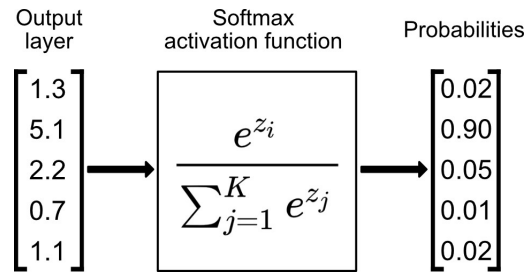 Output
layer
Softmax
activation function
Probabilities
1.3
5.1
2.2
0.7
1.1
e^{z_i}
∑_{j=1}^{K} e^{z_j}
0.02
0.90
0.05
0.01
0.02